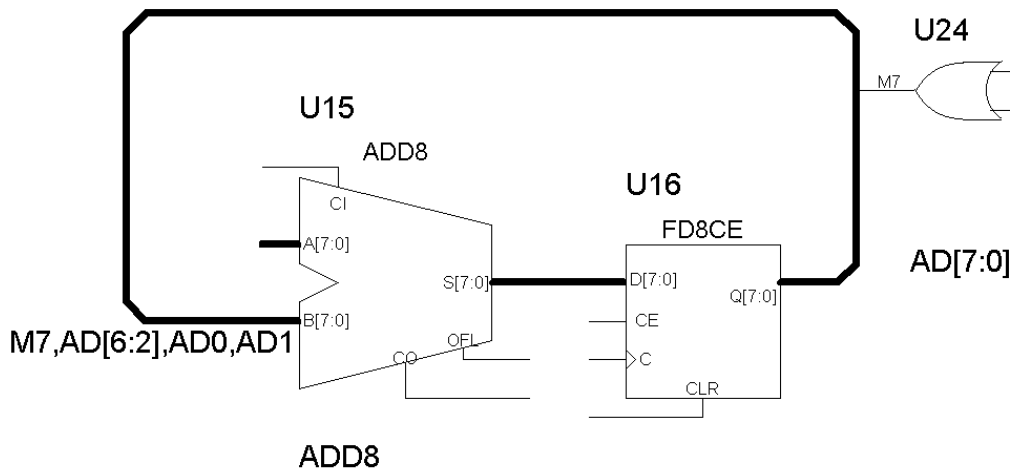 U24
M7
U15
ADD8
CI
U16
FD8CE
A[7:0]
AD[7:0]
S[7:0]
D[7:0]
Q[7:0]
B[7:0]
CE
M7,AD[6:2],AD0,AD1
OFL
CO
C
CLR
ADD8